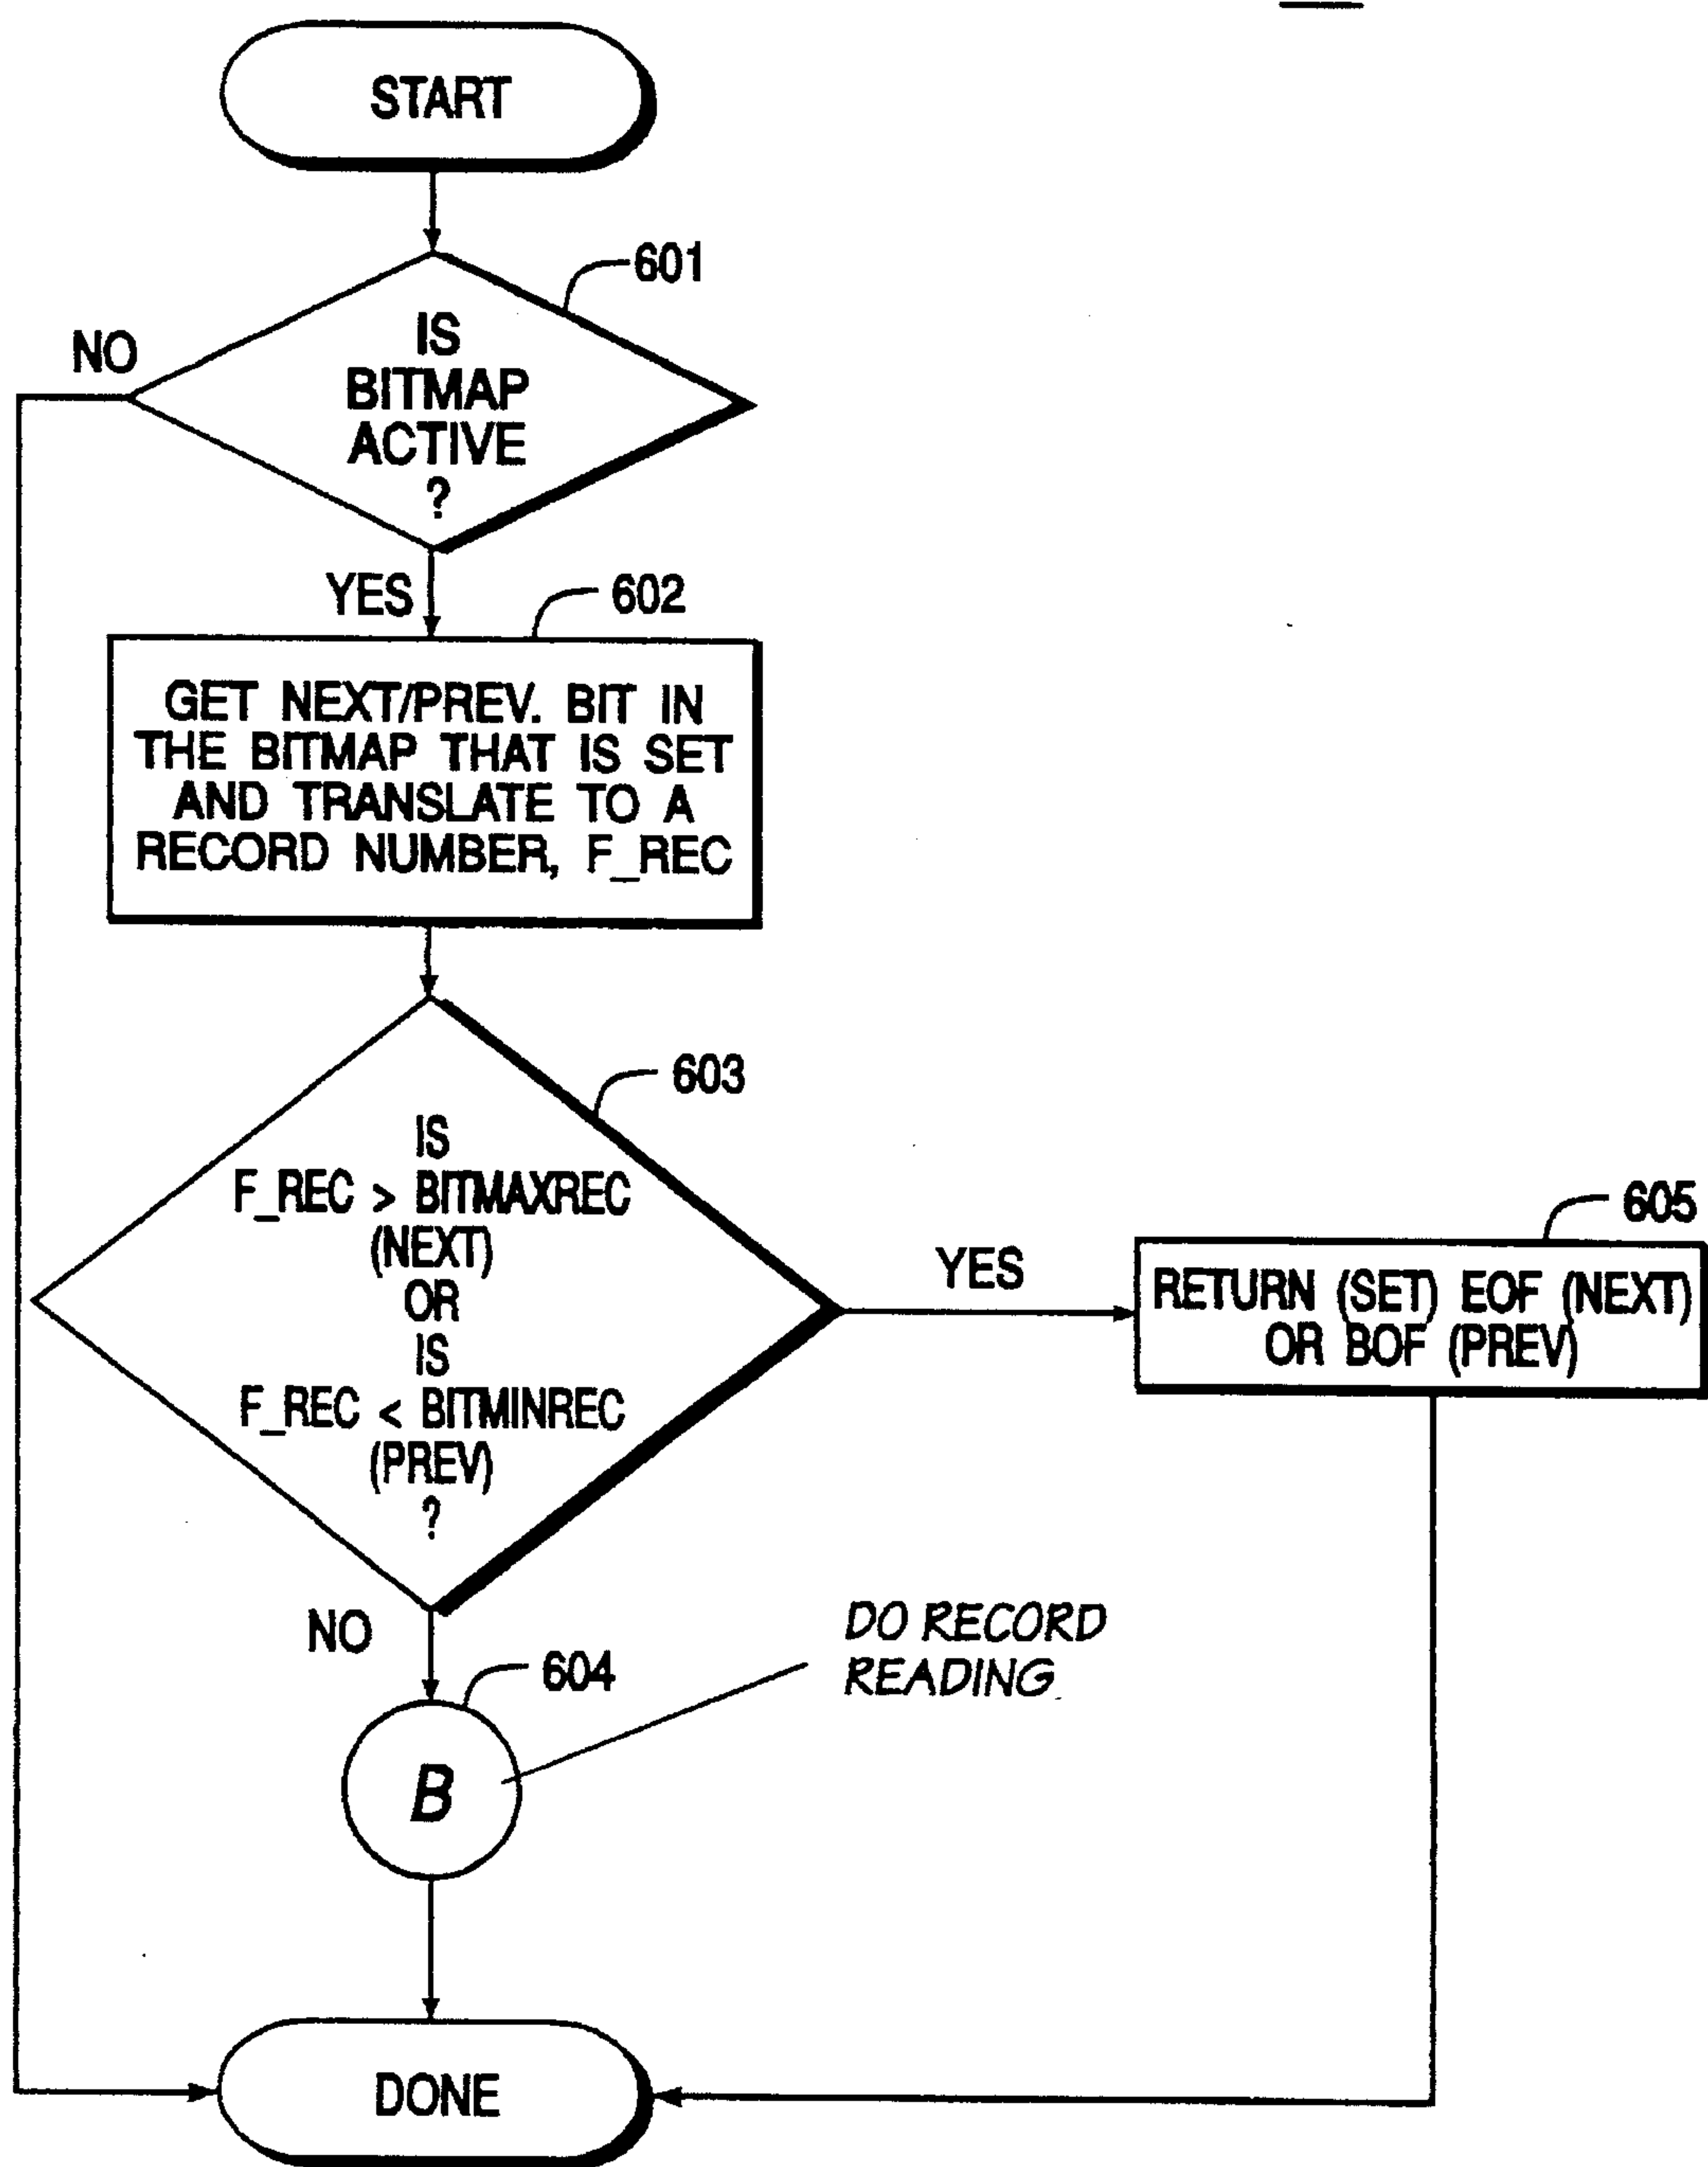 START
601
NO
IS
BITMAP
ACTIVE
?
YES
602
GET NEXT/PREV. BIT IN
THE BITMAP THAT IS SET
AND TRANSLATE TO A
RECORD NUMBER, F_REC
603
IS
F_REC > BITMAXREC
(NEXT)
OR
IS
F_REC < BITMINREC
(PREV)
?
YES
605
RETURN (SET) EOF (NEXT)
OR BOF (PREV)
NO
604
DO RECORD
READING
B
DONE